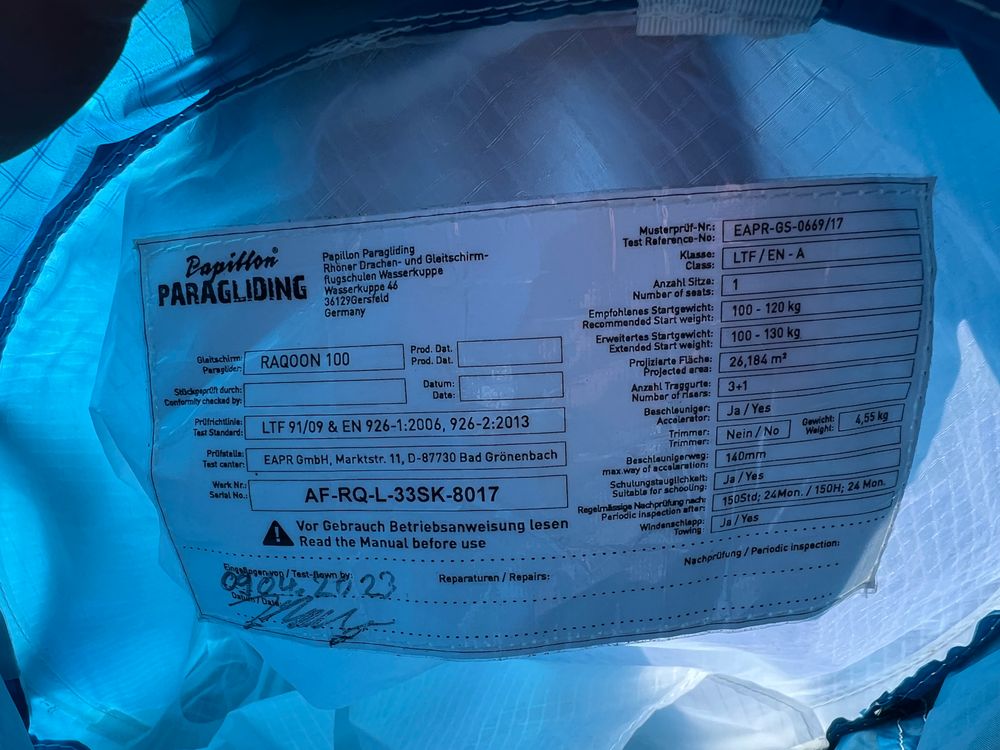 Papillon®
PARAGLIDING
Papillon Paragliding
Rhöner Drachen- und Gleitschirm-
flugschulen Wasserkuppe
Wasserkuppe 46
36129Gersfeld
Germany
Gleitschirm:
Paraglider:
RAQOON 100
Prod. Dat.
Prod. Dat.
Stückgeprüft durch:
Conformity checked by:
Datum:
Date:
Prüfrichtlinie:
Test Standard:
LTF 91/09 & EN 926-1:2006, 926-2:2013
Prüfstelle:
Test center:
EAPR GmbH, Marktstr. 11, D-87730 Bad Grönenbach
Werk Nr.:
Serial No.:
AF-RQ-L-33SK-8017
Vor Gebrauch Betriebsanweisung lesen
Read the Manual before use
Musterprüf-Nr.:
Test Reference-No:
EAPR-GS-0669/17
Klasse:
Class:
LTF / EN - A
Anzahl Sitze:
Number of seats:
1
Empfohlenes Startgewicht:
Recommended Start weight:
100 - 120 kg
Erweitertes Startgewicht:
Extended Start weight:
100 - 130 kg
Projizierte Fläche:
Projected area:
26,184 m²
Anzahl Traggurte:
Number of risers:
3+1
Beschleuniger:
Accelerator:
Ja / Yes
Trimmer:
Trimmer:
Nein / No
Gewicht:
Weight:
4,55 kg
Beschleunigerweg:
max.way of acceleration:
140mm
Schulungstauglichkeit:
Suitable for schooling:
Ja / Yes
Regelmässige Nachprüfung nach:
Periodic inspection after:
150Std; 24Mon. / 150H; 24 Mon.
Windenschlepp:
Towing:
Ja / Yes
Eingeflogen von / Test-flown by:
09.04.2023
Datum / Date:
Reparaturen / Repairs:
Nachprüfung / Periodic inspection: